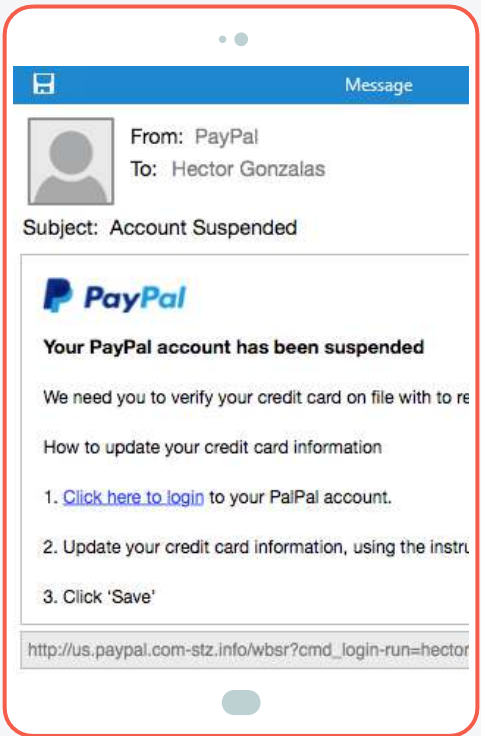 Message
From: PayPal
To: Hector Gonzalas
Subject: Account Suspended
PayPal
Your PayPal account has been suspended
We need you to verify your credit card on file with to re
How to update your credit card information
1. Click here to login to your PalPal account.
2. Update your credit card information, using the instru
3. Click ‘Save’
http://us.paypal.com-stz.info/wbsr?cmd_login-run=hector